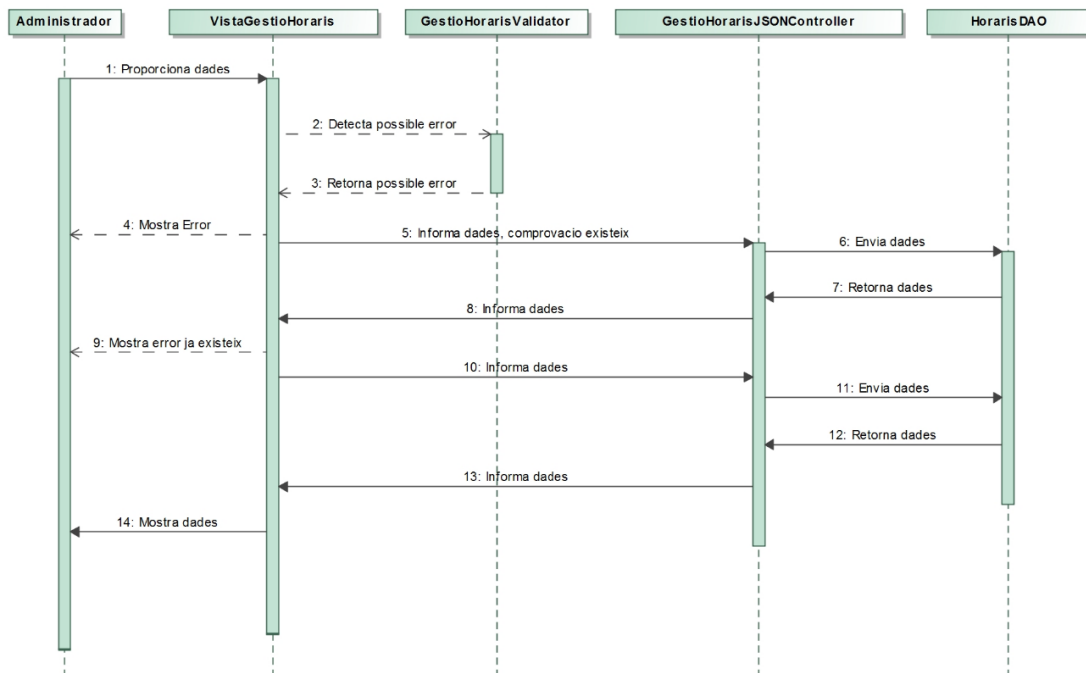 Administrador
VistaGestioHoraris
GestioHorarisValidator
GestioHorarisJSONController
HorarisDAO
1: Proporciona dades
2: Detecta possible error
3: Retorna possible error
4: Mostra Error
5: Informa dades, comprovacio existeix
6: Envia dades
7: Retorna dades
8: Informa dades
9: Mostra error ja existeix
10: Informa dades
11: Envia dades
12: Retorna dades
13: Informa dades
14: Mostra dades